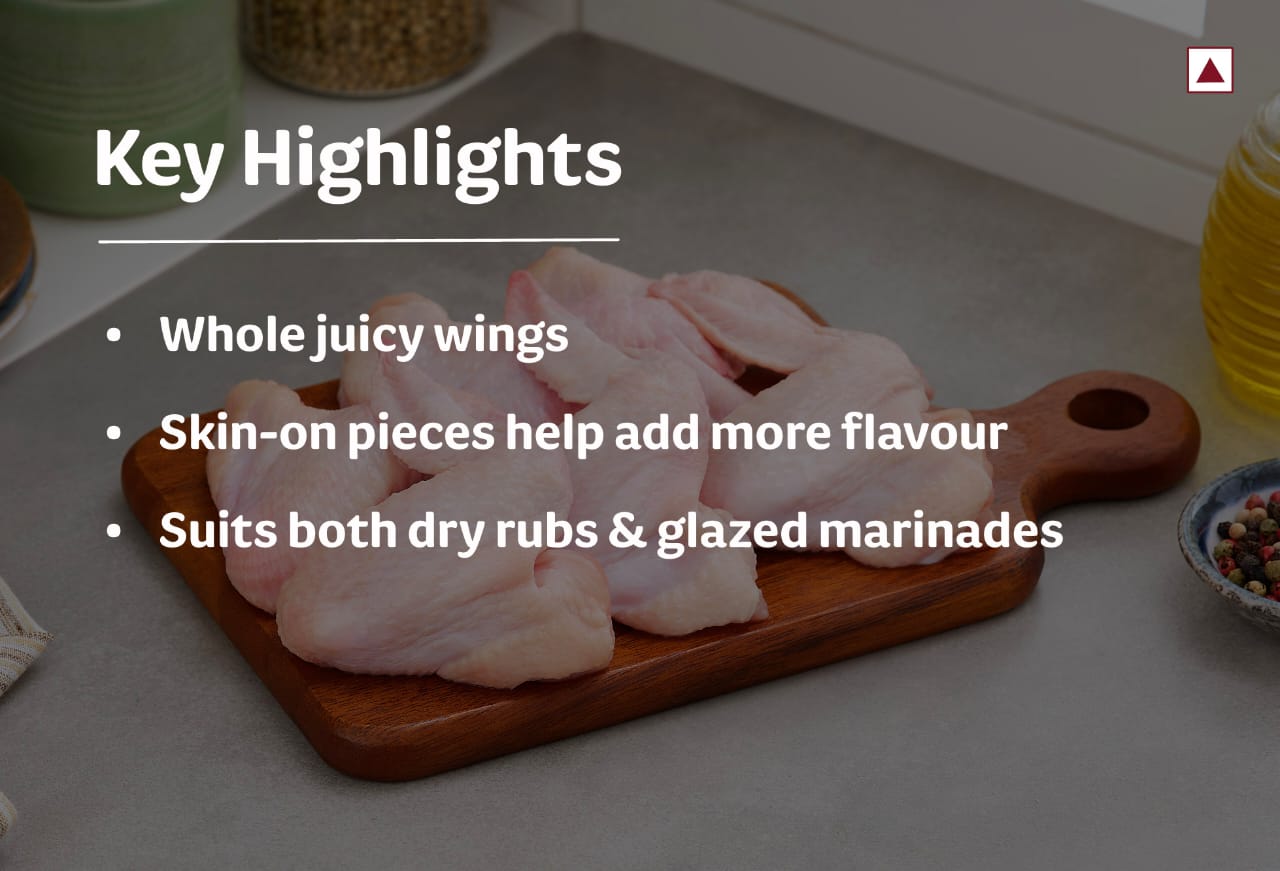 Key Highlights
• Whole juicy wings
• Skin-on pieces help add more flavour
• Suits both dry rubs & glazed marinades